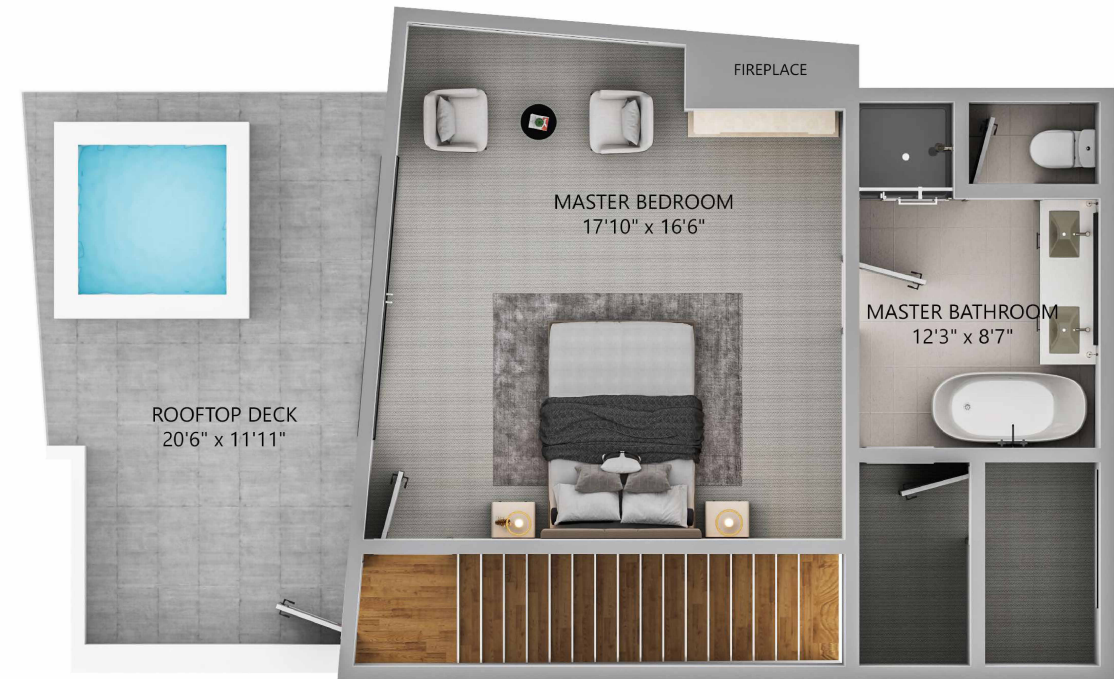 FIREPLACE
MASTER BEDROOM
17'10" x 16'6"
MASTER BATHROOM
12'3" x 8'7"
ROOFTOP DECK
20'6" x 11'11"